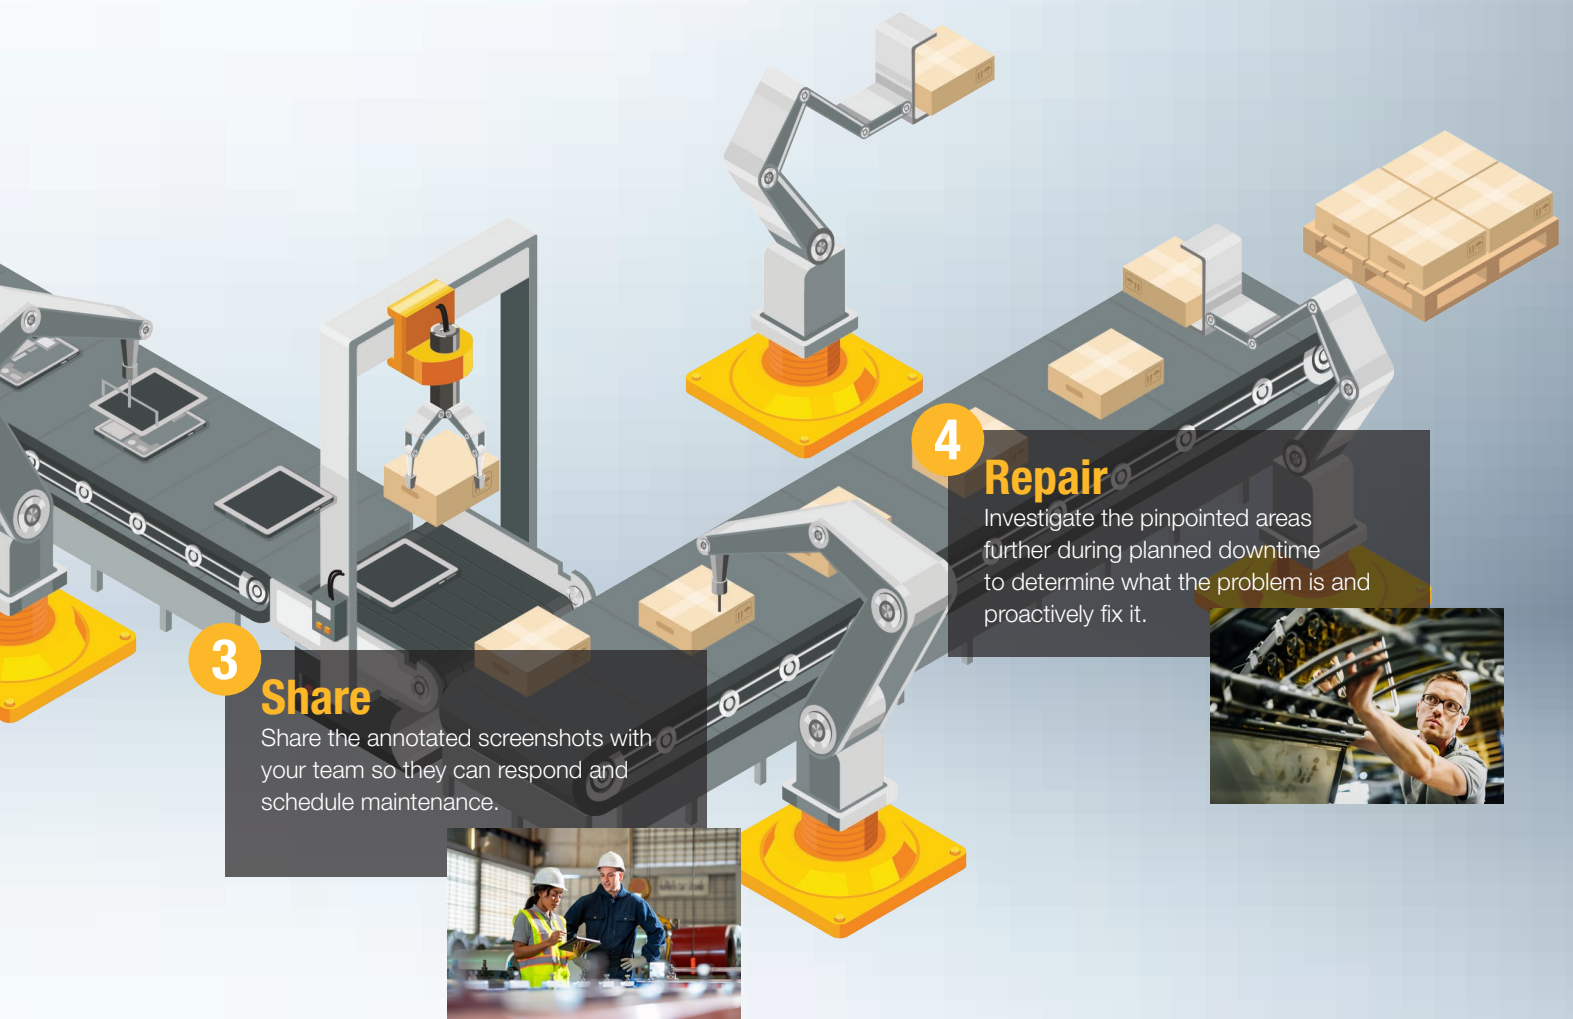 3
Share
Share the annotated screenshots with
your team so they can respond and
schedule maintenance.
4
Repair
Investigate the pinpointed areas
further during planned downtime
to determine what the problem is and
proactively fix it.